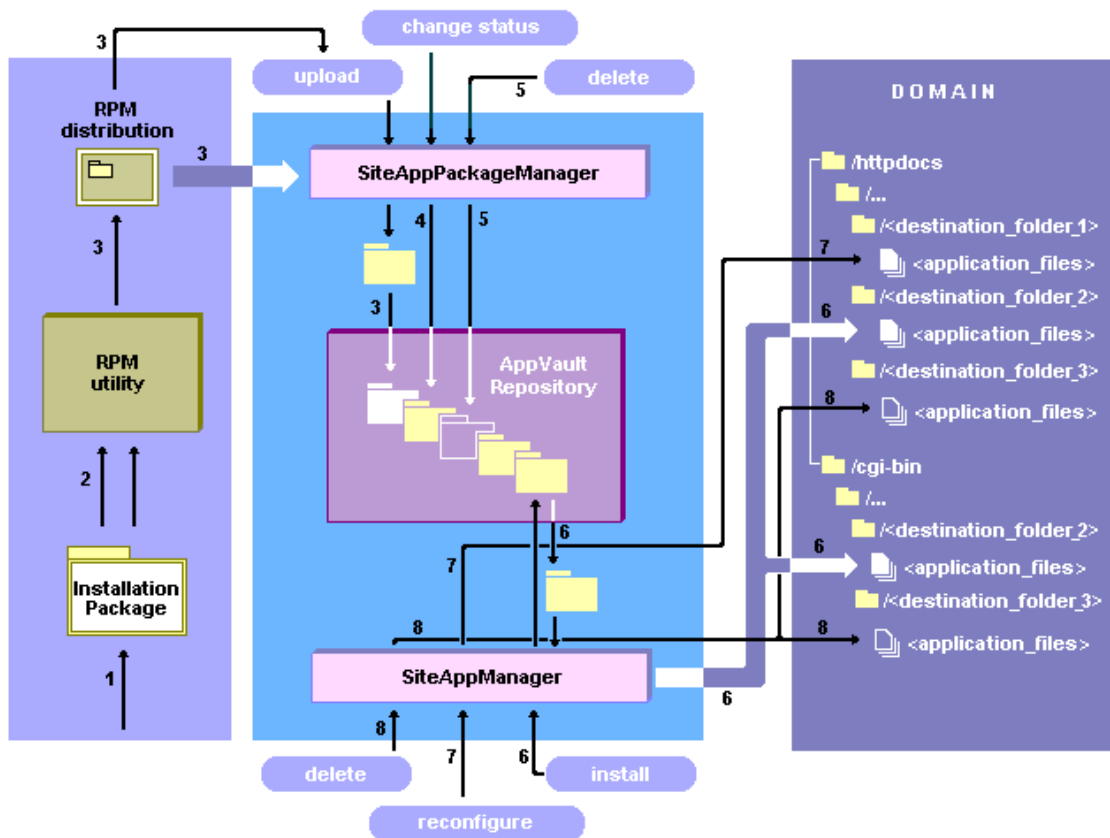 3
change status
upload
5
delete
DOMAIN
RPM
distribution
3
SiteAppPackageManager
/httpdocs
/...
4
5
/<destination_folder_1>
3
7
<application_files>
3
/<destination_folder_2>
6
<application_files>
RPM
utility
AppVault
Repository
/<destination_folder_3>
8
<application_files>
/cgi-bin
2
/...
6
/<destination_folder_2>
7
6
<application_files>
Installation
Package
/<destination_folder_3>
8
8
<application_files>
1
SiteAppManager
6
8
7
6
delete
install
reconfigure